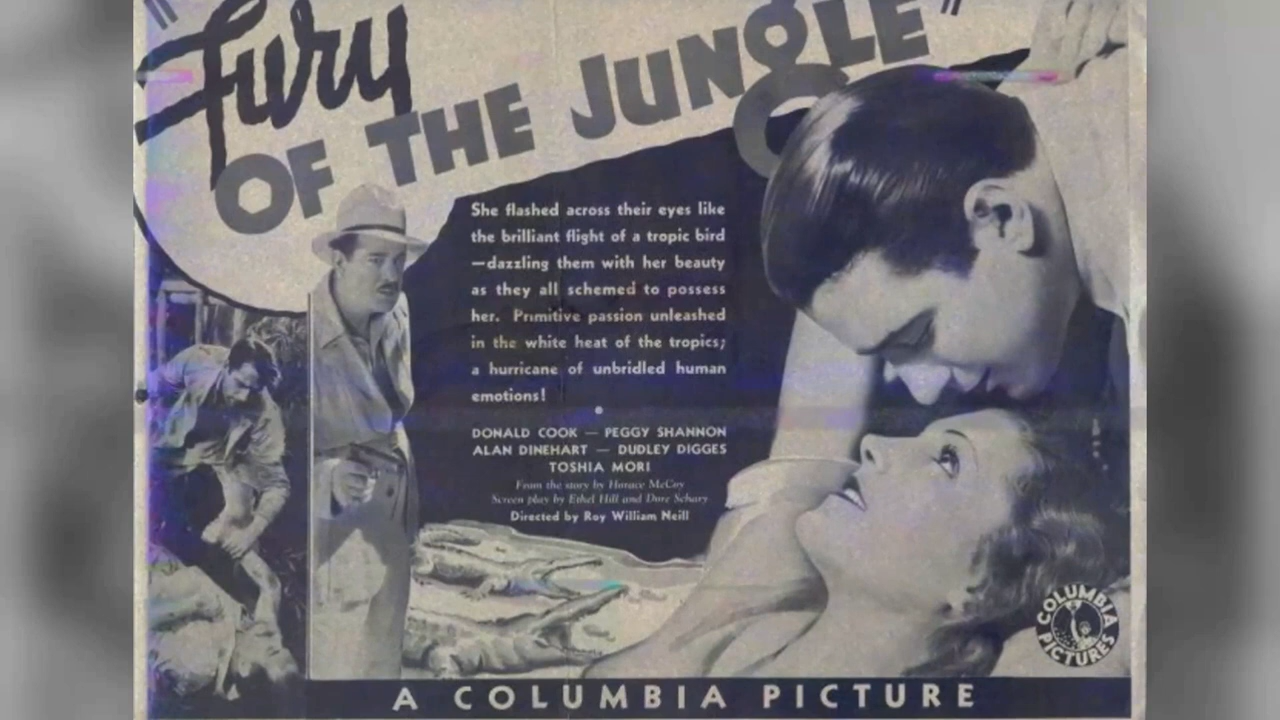 "Fury
OF THE JUNGLE"
She flashed across their eyes like
the brilliant flight of a tropic bird
—dazzling them with her beauty
as they all schemed to possess
her. Primitive passion unleashed
in the white heat of the tropics;
a hurricane of unbridled human
emotions!
DONALD COOK — PEGGY SHANNON
ALAN DINEHART — DUDLEY DIGGES
TOSHIA MORI
From the story by Horace McCoy
Screen play by Ethel Hill and Dore Schary
Directed by Roy William Neill
COLUMBIA
PICTURES
A COLUMBIA PICTURE